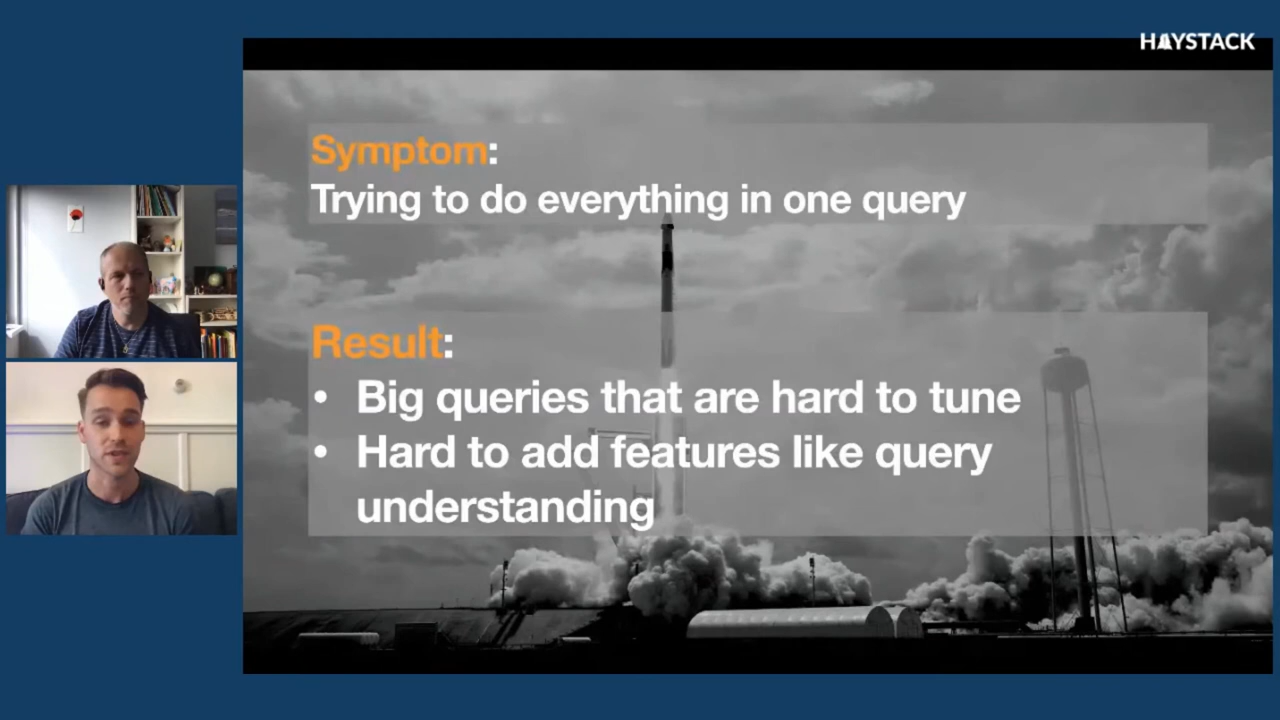 HAYSTACK
Symptom:
Trying to do everything in one query
Result:
• Big queries that are hard to tune
• Hard to add features like query
understanding